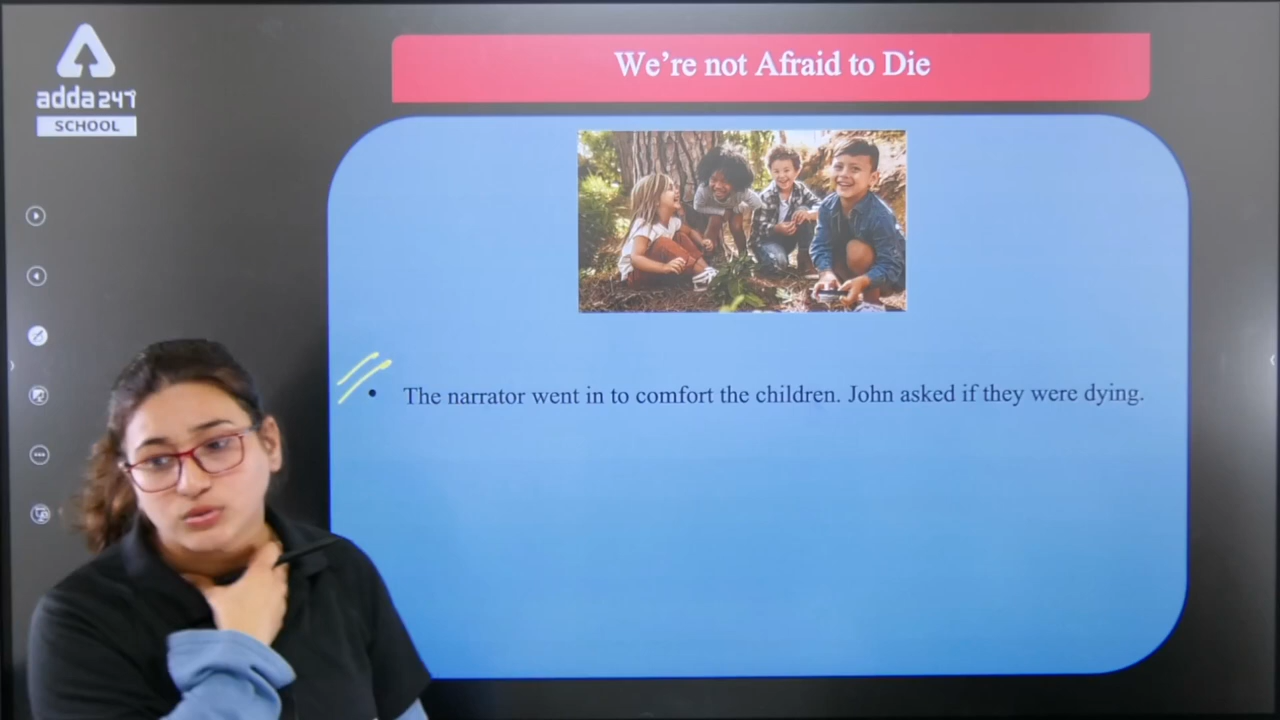 adda247
SCHOOL
We're not Afraid to Die
• The narrator went in to comfort the children. John asked if they were dying.